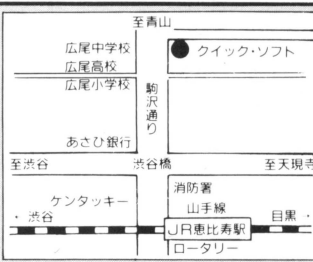 至青山
広尾中学校
クイック・ソフト
広尾高校
広尾小学校
駒沢通り
あさひ銀行
至渋谷
渋谷橋
至天現寺
消防署
ケンタッキー
山手線
・渋谷
目黒・
JR恵比寿駅
ロータリー